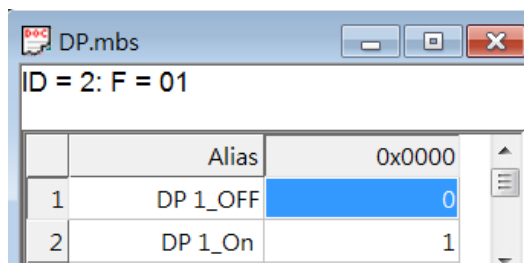 DP.mbs
ID = 2: F = 01
Alias 0x0000
1 DP 1_OFF 0
2 DP 1_On 1